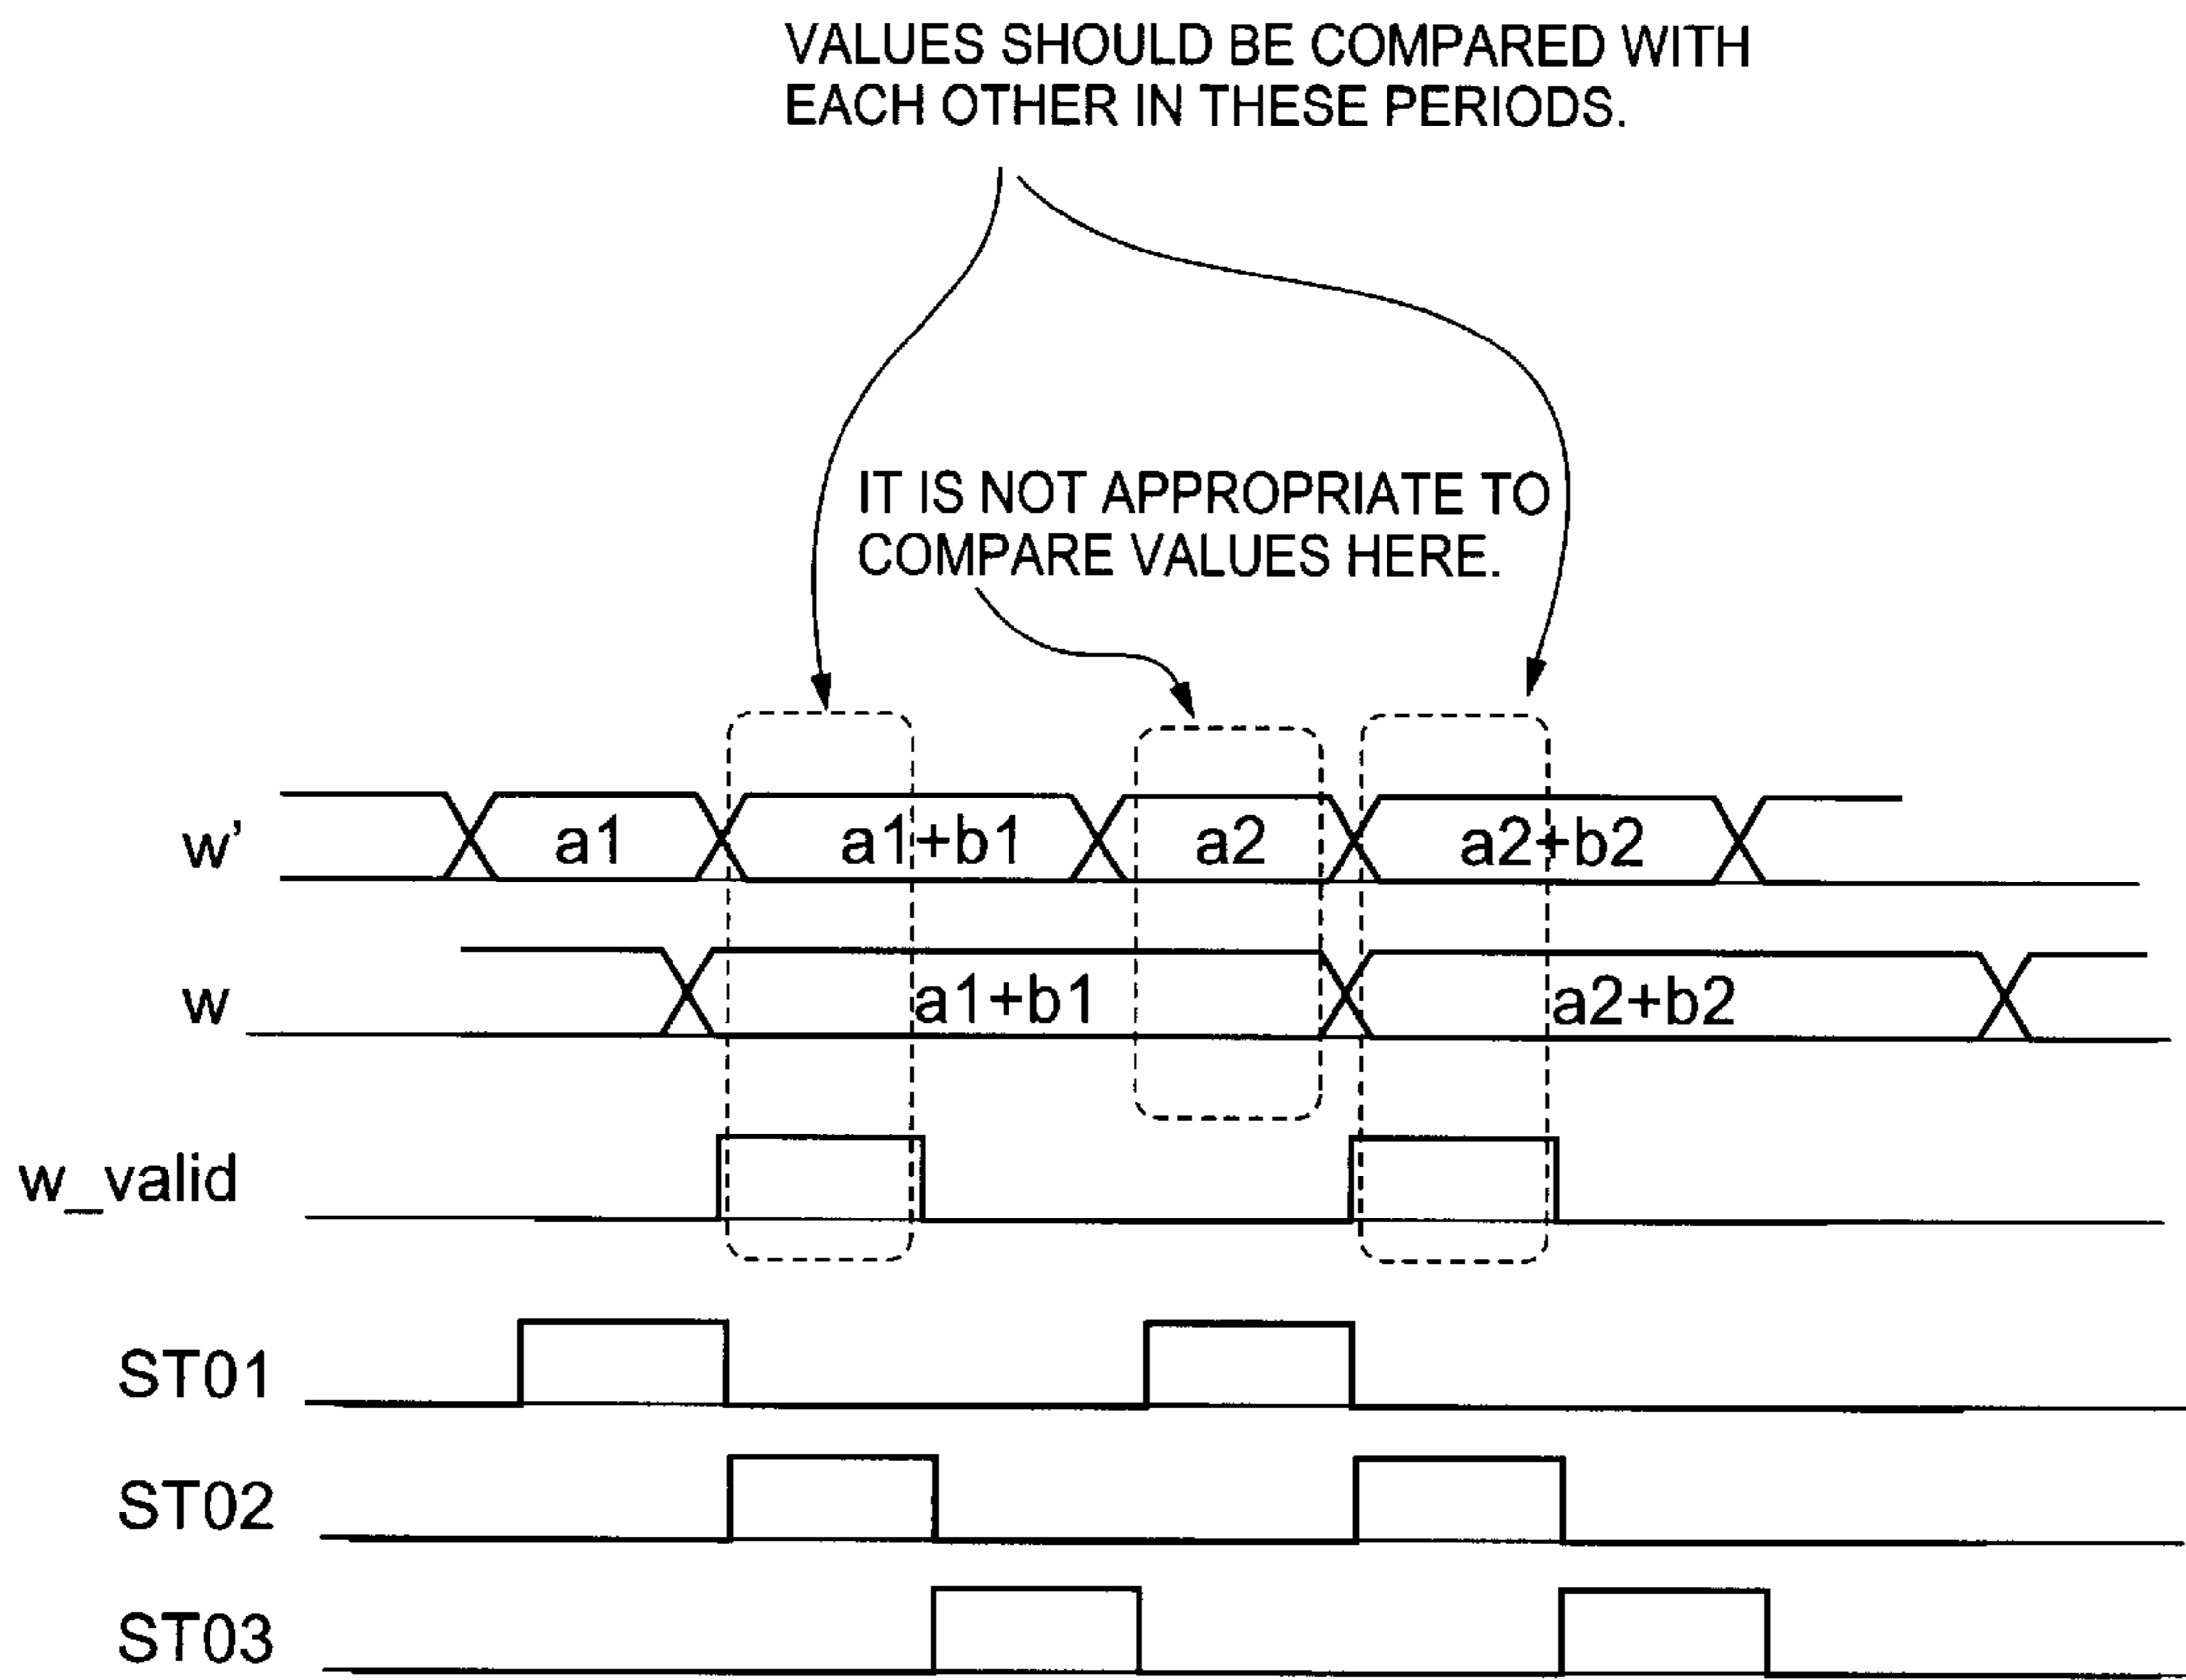 VALUES SHOULD BE COMPARED WITH
EACH OTHER IN THESE PERIODS.
IT IS NOT APPROPRIATE TO
COMPARE VALUES HERE.
w' a1 a1+b1 a2 a2+b2
w a1+b1 a2+b2
w_valid
ST01
ST02
ST03